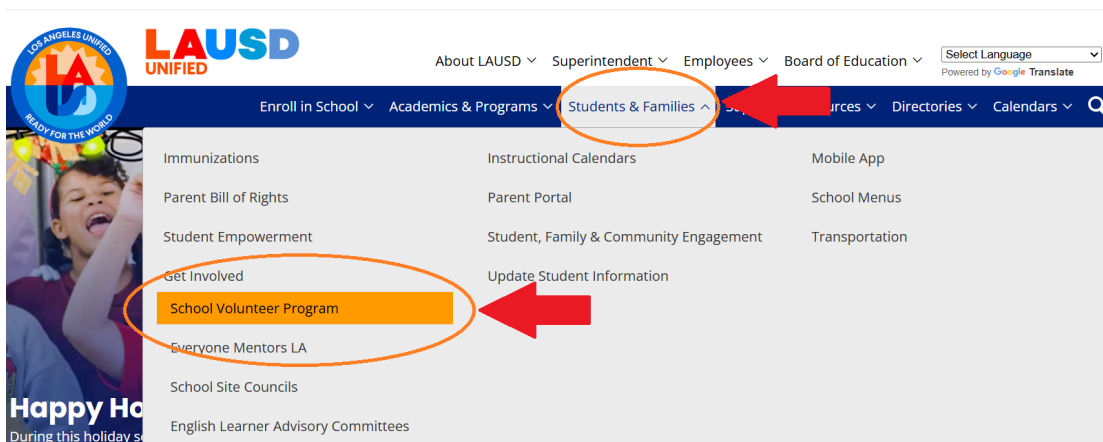 LOS ANGELES UNIFIED
LA
READY FOR THE WORLD
LAUSD
UNIFIED
About LAUSD
Superintendent
Employees
Board of Education
Select Language
Powered by Google Translate
Enroll in School
Academics & Programs
Students & Families
Directories
Calendars
Immunizations
Instructional Calendars
Mobile App
Parent Bill of Rights
Parent Portal
School Menus
Student Empowerment
Student, Family & Community Engagement
Transportation
Get Involved
Update Student Information
School Volunteer Program
Everyone Mentors LA
School Site Councils
English Learner Advisory Committees
Happy
During this holiday